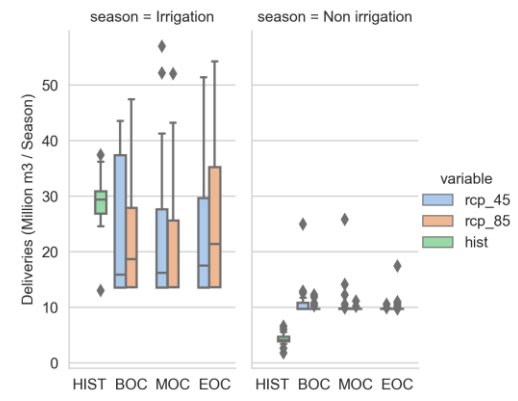 season = Irrigation
season = Non irrigation
Deliveries (Million m3 / Season)
50
40
30
20
10
0
HIST BOC MOC EOC
HIST BOC MOC EOC
variable
rcp_45
rcp_85
hist